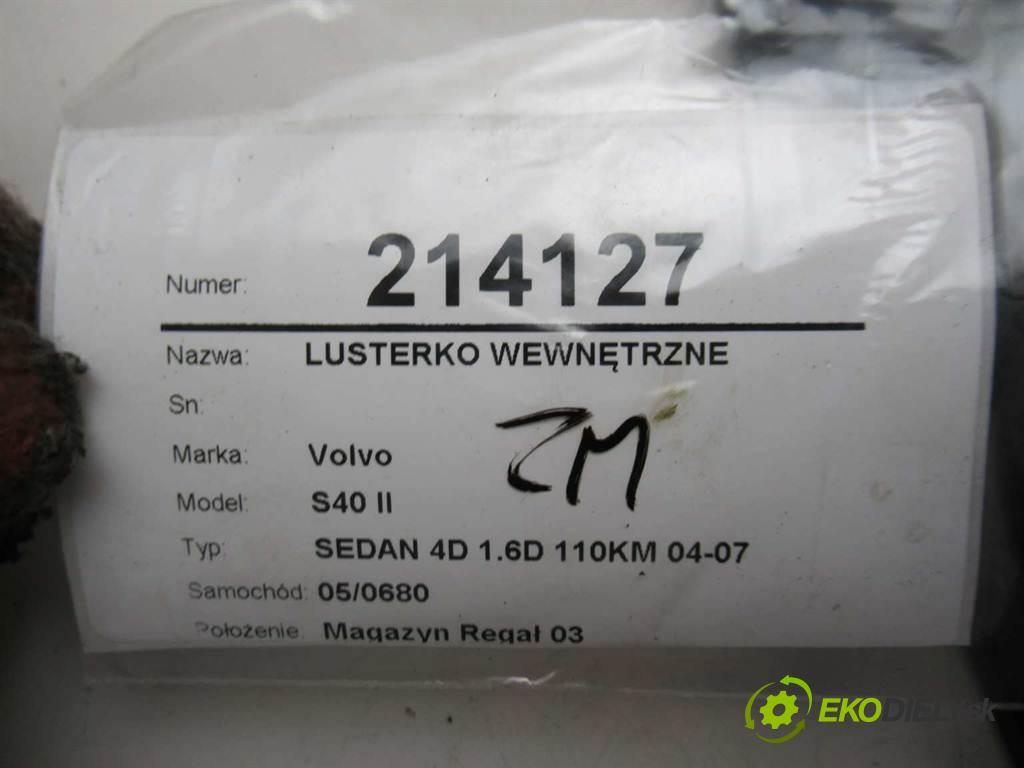 Numer: 214127
Nazwa: LUSTERKO WEWNĘTRZNE
Sn:
ZM
Marka: Volvo
Model: S40 II
Typ: SEDAN 4D 1.6D 110KM 04-07
Samochód: 05/0680
Położenie: Magazyn Regał 03
EKODIELY.sk